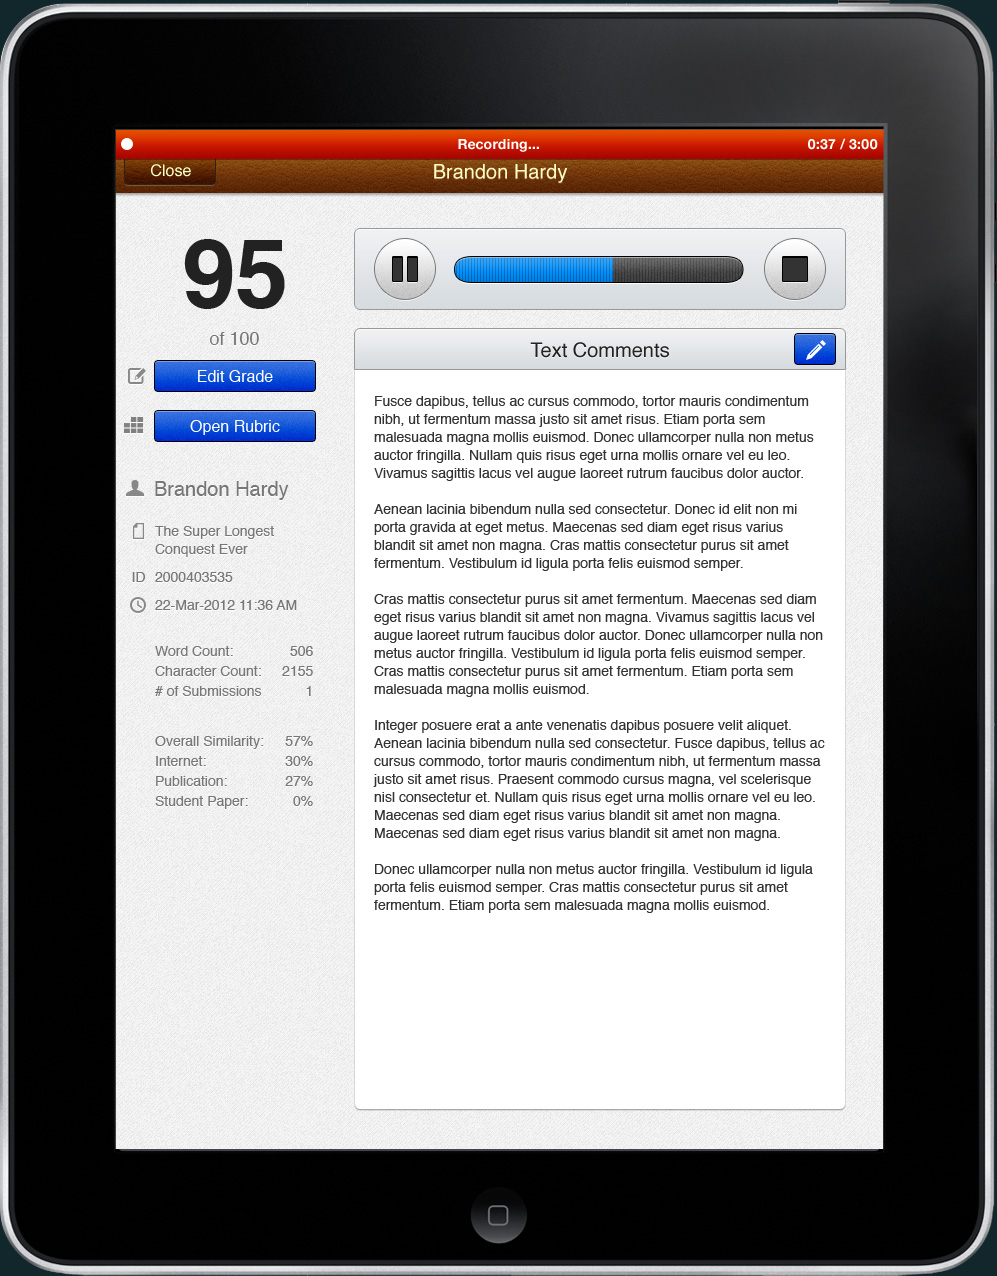 Recording...
0:37 / 3:00
Close
Brandon Hardy
95
of 100
Edit Grade
Open Rubric
Brandon Hardy
The Super Longest
Conquest Ever
ID 2000403535
22-Mar-2012 11:36 AM
Word Count: 506
Character Count: 2155
# of Submissions 1
Overall Similarity: 57%
Internet: 30%
Publication: 27%
Student Paper: 0%
Text Comments
Fusce dapibus, tellus ac cursus commodo, tortor mauris condimentum
nibh, ut fermentum massa justo sit amet risus. Etiam porta sem
malesuada magna mollis euismod. Donec ullamcorper nulla non metus
auctor fringilla. Nullam quis risus eget urna mollis ornare vel eu leo.
Vivamus sagittis lacus vel augue laoreet rutrum faucibus dolor auctor.
Aenean lacinia bibendum nulla sed consectetur. Donec id elit non mi
porta gravida at eget metus. Maecenas sed diam eget risus varius
blandit sit amet non magna. Cras mattis consectetur purus sit amet
fermentum. Vestibulum id ligula porta felis euismod semper.
Cras mattis consectetur purus sit amet fermentum. Maecenas sed diam
eget risus varius blandit sit amet non magna. Vivamus sagittis lacus vel
augue laoreet rutrum faucibus dolor auctor. Donec ullamcorper nulla non
metus auctor fringilla. Vestibulum id ligula porta felis euismod semper.
Cras mattis consectetur purus sit amet fermentum. Etiam porta sem
malesuada magna mollis euismod.
Integer posuere erat a ante venenatis dapibus posuere velit aliquet.
Aenean lacinia bibendum nulla sed consectetur. Fusce dapibus, tellus ac
cursus commodo, tortor mauris condimentum nibh, ut fermentum massa
justo sit amet risus. Praesent commodo cursus magna, vel scelerisque
nisl consectetur et. Nullam quis risus eget urna mollis ornare vel eu leo.
Maecenas sed diam eget risus varius blandit sit amet non magna.
Maecenas sed diam eget risus varius blandit sit amet non magna.
Donec ullamcorper nulla non metus auctor fringilla. Vestibulum id ligula
porta felis euismod semper. Cras mattis consectetur purus sit amet
fermentum. Etiam porta sem malesuada magna mollis euismod.